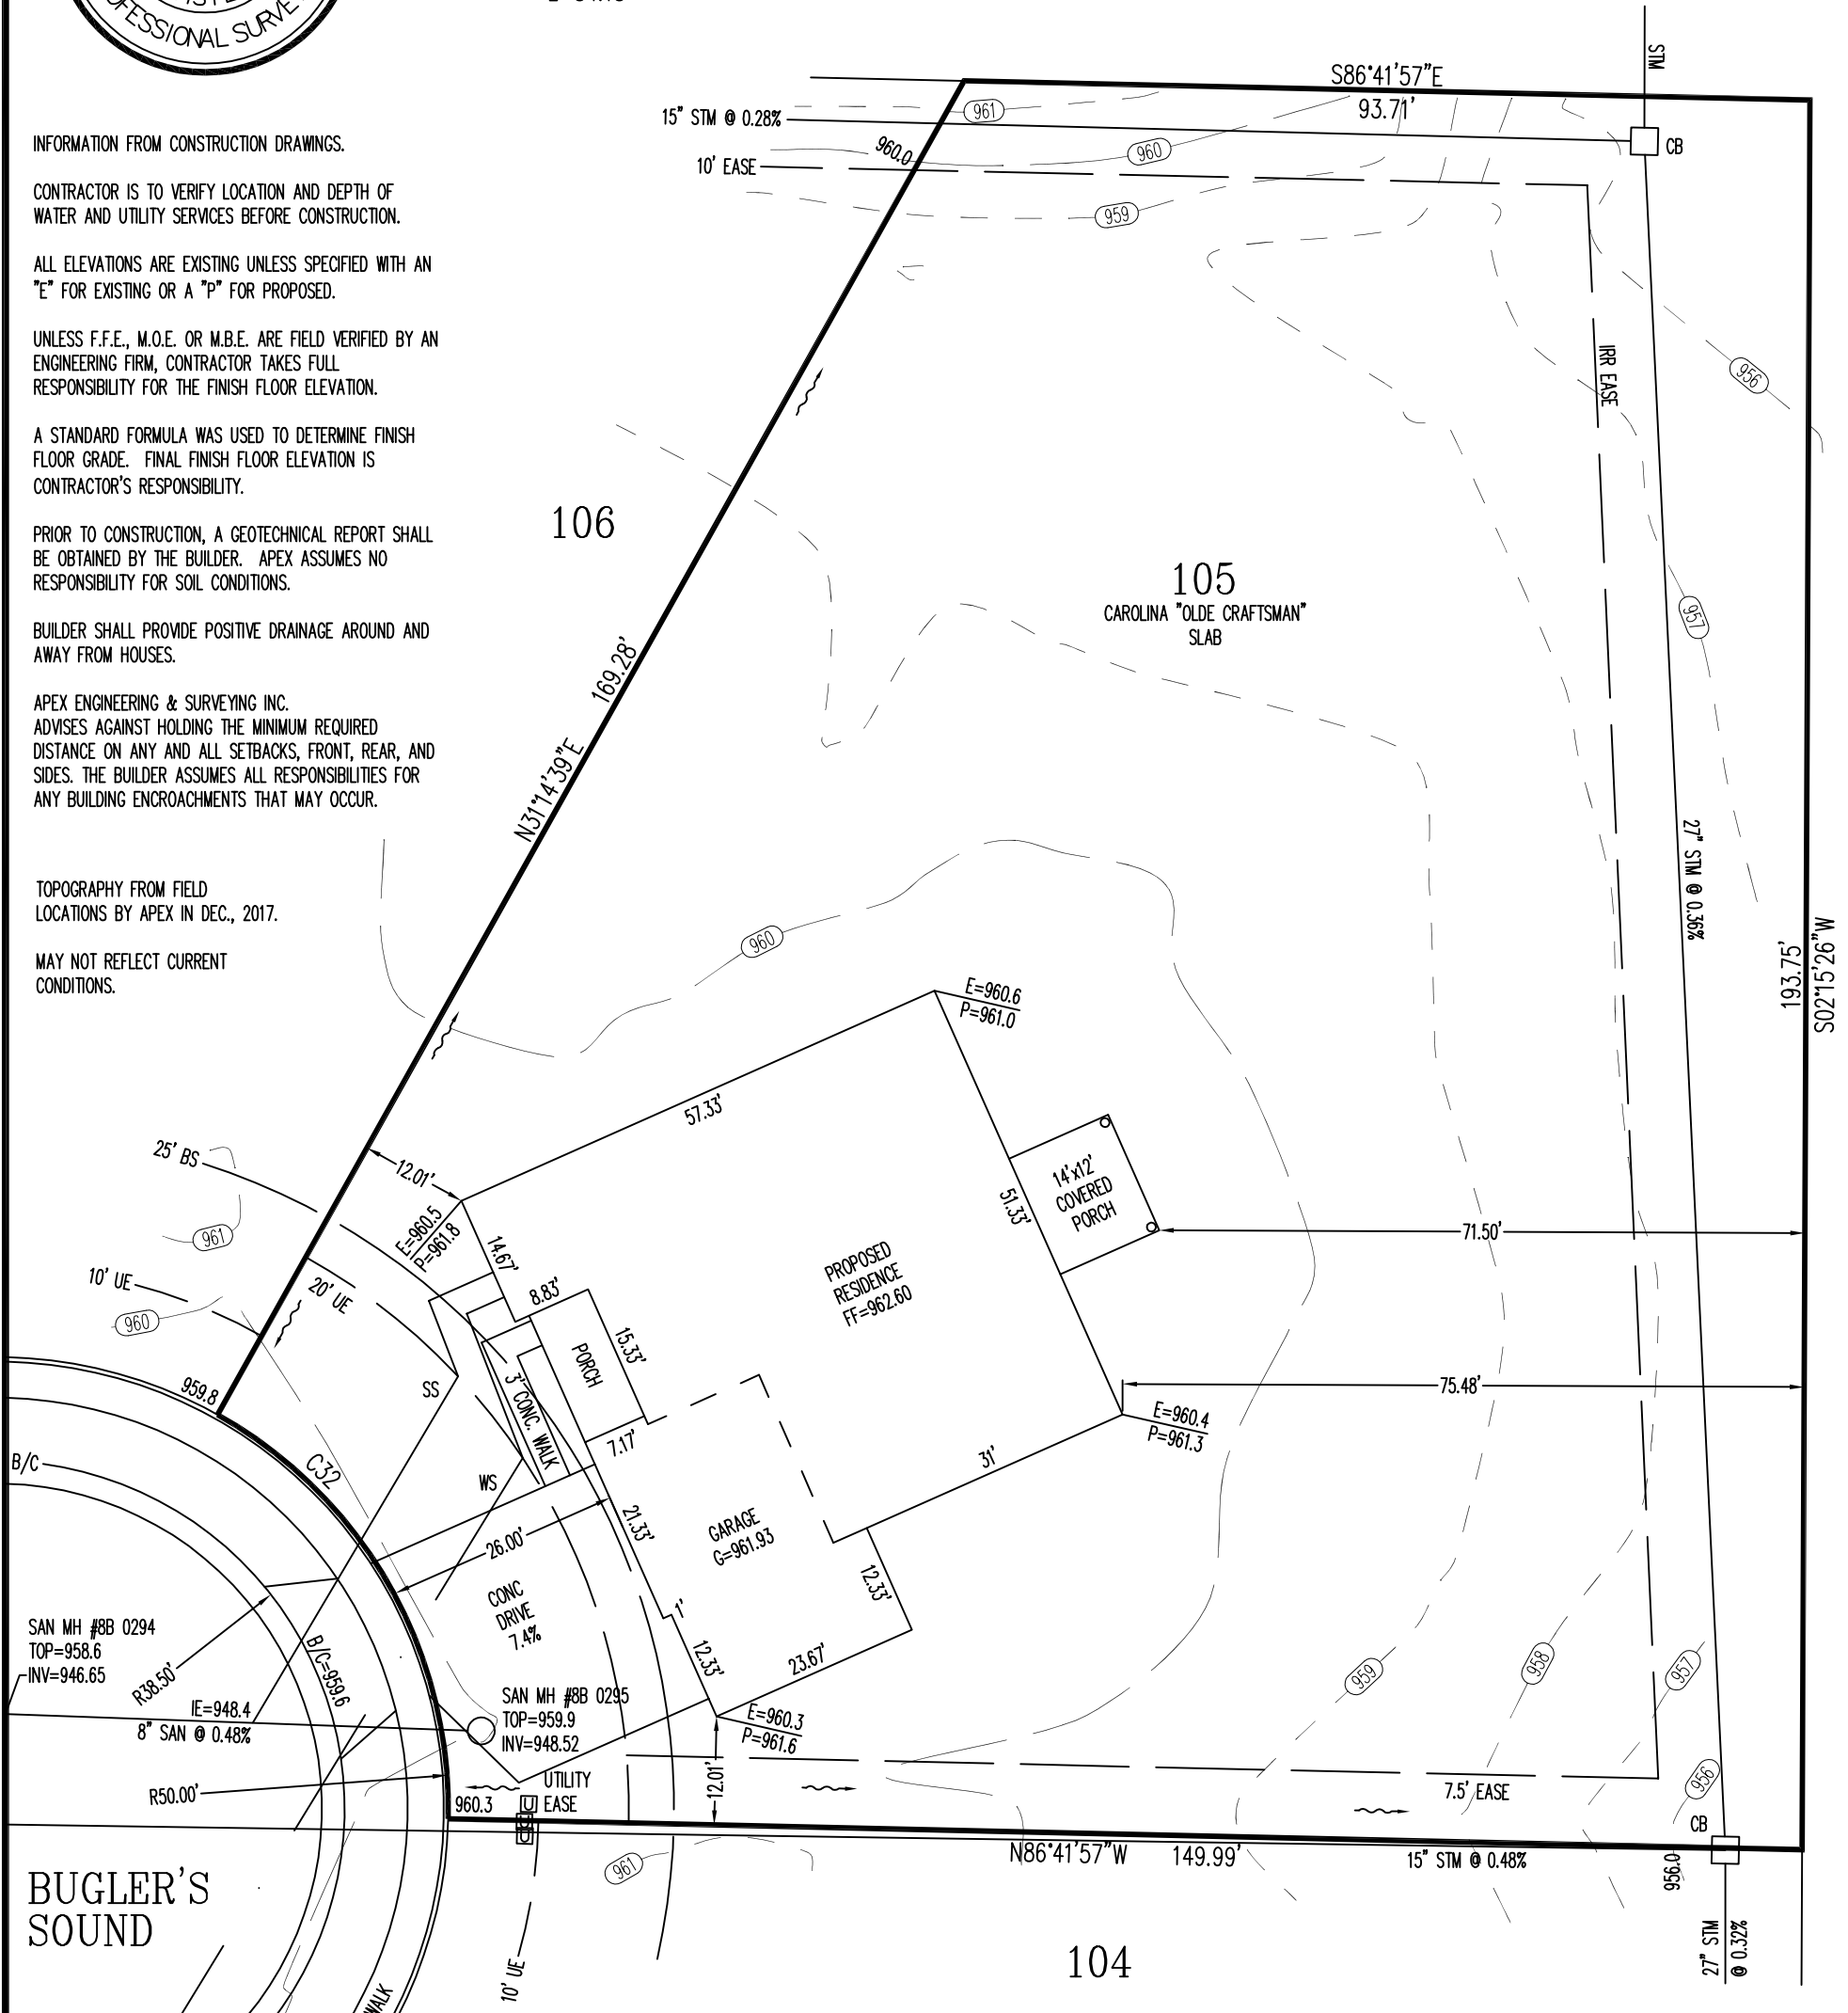 PROFESSIONAL SURVE
INFORMATION FROM CONSTRUCTION DRAWINGS.
CONTRACTOR IS TO VERIFY LOCATION AND DEPTH OF
WATER AND UTILITY SERVICES BEFORE CONSTRUCTION.
ALL ELEVATIONS ARE EXISTING UNLESS SPECIFIED WITH AN
"E" FOR EXISTING OR A "P" FOR PROPOSED.
UNLESS F.F.E., M.O.E. OR M.B.E. ARE FIELD VERIFIED BY AN
ENGINEERING FIRM, CONTRACTOR TAKES FULL
RESPONSIBILITY FOR THE FINISH FLOOR ELEVATION.
A STANDARD FORMULA WAS USED TO DETERMINE FINISH
FLOOR GRADE. FINAL FINISH FLOOR ELEVATION IS
CONTRACTOR'S RESPONSIBILITY.
PRIOR TO CONSTRUCTION, A GEOTECHNICAL REPORT SHALL
BE OBTAINED BY THE BUILDER. APEX ASSUMES NO
RESPONSIBILITY FOR SOIL CONDITIONS.
BUILDER SHALL PROVIDE POSITIVE DRAINAGE AROUND AND
AWAY FROM HOUSES.
APEX ENGINEERING & SURVEYING INC.
ADVISES AGAINST HOLDING THE MINIMUM REQUIRED
DISTANCE ON ANY AND ALL SETBACKS, FRONT, REAR, AND
SIDES. THE BUILDER ASSUMES ALL RESPONSIBILITIES FOR
ANY BUILDING ENCROACHMENTS THAT MAY OCCUR.
TOPOGRAPHY FROM FIELD
LOCATIONS BY APEX IN DEC., 2017.
MAY NOT REFLECT CURRENT
CONDITIONS.
S86°41'57"E
93.71'
STM
15" STM @ 0.28%
961
CB
960.0
960
10' EASE
959
IRR EASE
956
106
105
CAROLINA "OLDE CRAFTSMAN"
SLAB
957
169.28'
N31°14'39"E
27" STM @ 0.36%
193.75'
S02°15'26"W
960
E=960.6
P=961.0
57.33'
25' BS
12.01'
E=960.5
P=961.8
14.67'
51.33'
14'x12'
COVERED
PORCH
71.50'
961
10' UE
20' UE
960
8.83'
15.33'
PORCH
PROPOSED
RESIDENCE
FF=962.60
959.8
SS
3' CONC. WALK
75.48'
E=960.4
P=961.3
B/C
C32
WS
7.17'
31'
26.00'
21.33'
GARAGE
G=961.93
12.33'
CONC
DRIVE
7.4%
1'
SAN MH #8B 0294
TOP=958.6
INV=946.65
R38.50'
B/C=959.6
12.33'
23.67'
959
958
957
IE=948.4
8" SAN @ 0.48%
SAN MH #8B 0295
TOP=959.9
INV=948.52
E=960.3
P=961.6
R50.00'
960.3
UTILITY
EASE
U
U
U
12.01'
7.5' EASE
956
CB
N86°41'57"W
149.99'
15" STM @ 0.48%
956.0
961
BUGLER'S
SOUND
10' UE
WALK
104
27" STM
@ 0.32%